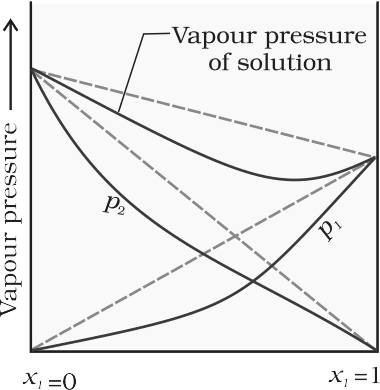 Vapour pressure
of solution
Vapour pressure
p₂
p₁
x₁=0
x₁=1